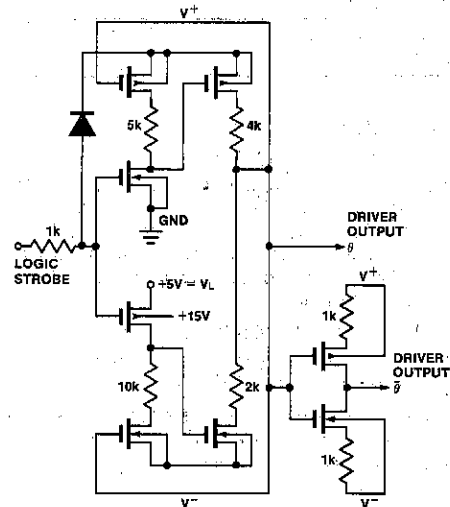 V+
5k
4k
GND
1k
LOGIC
STROBE
DRIVER
OUTPUT
θ
+5V = VL
+15V
V+
1k
DRIVER
OUTPUT
θ̄
10k
2k
1k
V−
V−